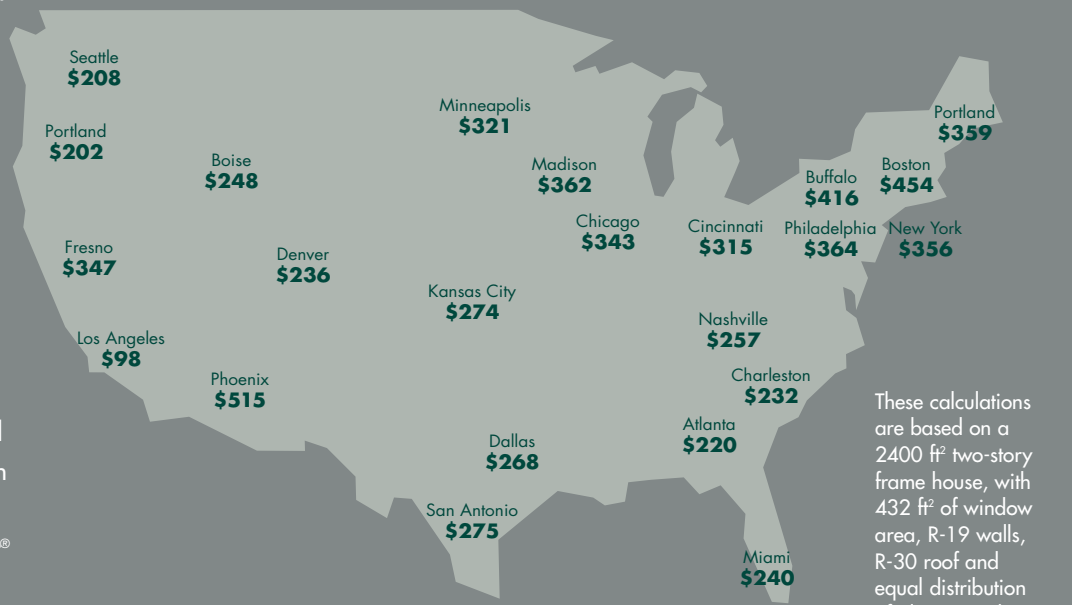 Seattle
$208
Portland
$202
Boise
$248
Minneapolis
$321
Madison
$362
Portland
$359
Buffalo
$416
Boston
$454
Chicago
$343
Cincinnati
$315
Philadelphia
$364
New York
$356
Fresno
$347
Denver
$236
Kansas City
$274
Los Angeles
$98
Nashville
$257
Phoenix
$515
Charleston
$232
Atlanta
$220
Dallas
$268
San Antonio
$275
Miami
$240
These calculations
are based on a
2400 ft² two-story
frame house, with
432 ft² of window
area, R-19 walls,
R-30 roof and
equal distribution
®